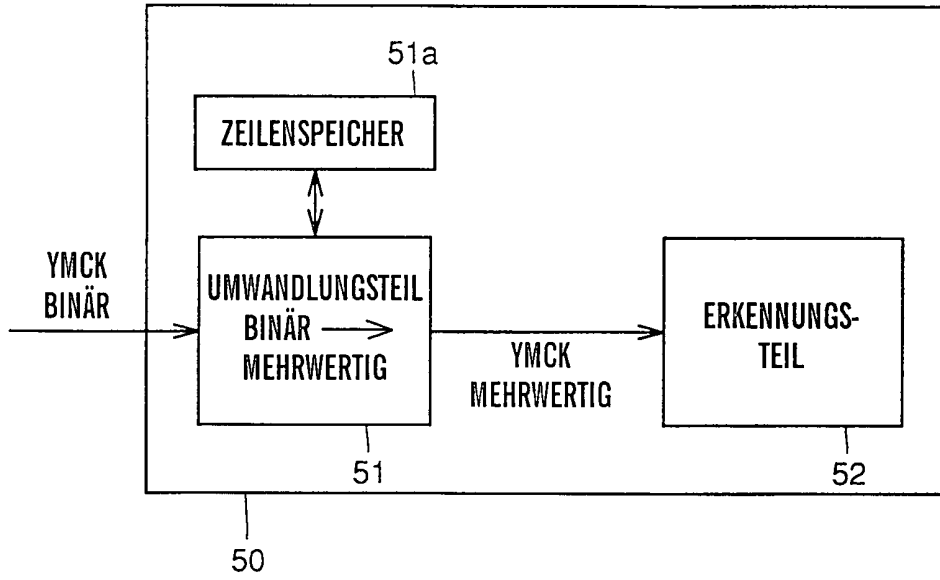 51a
ZEILENSPEICHER
YMCK
BINÄR
UMWANDLUNGSTEIL
BINÄR
MEHRWERTIG
YMCK
MEHRWERTIG
ERKENNUNGS-
TEIL
51
52
50